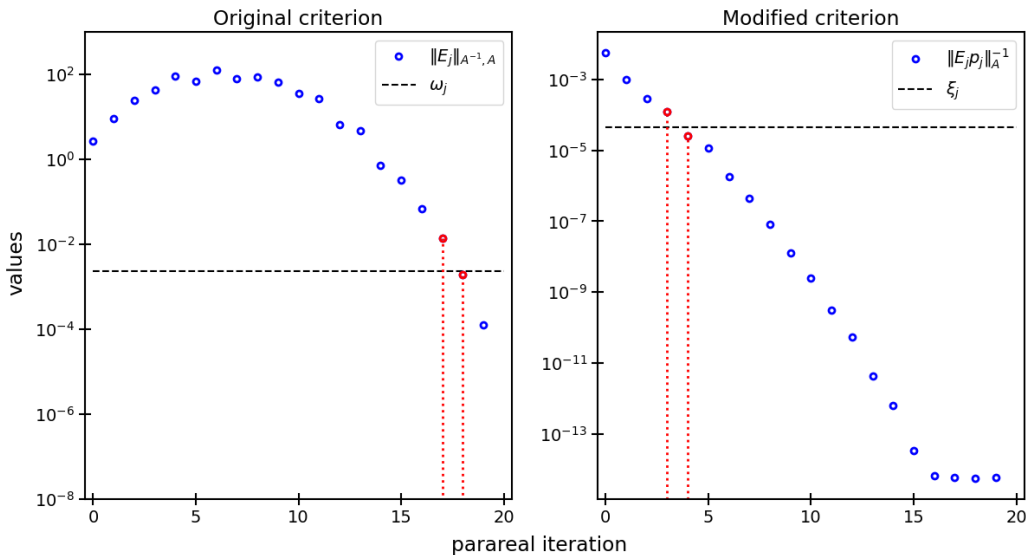 Original criterion
‖E_j‖_{A^{-1},A}
ω_j
10^2
10^0
10^{-2}
10^{-4}
10^{-6}
10^{-8}
values
0 5 10 15 20
Modified criterion
‖E_j p_j‖_A^{-1}
ξ_j
10^{-3}
10^{-5}
10^{-7}
10^{-9}
10^{-11}
10^{-13}
0 5 10 15 20
parareal iteration